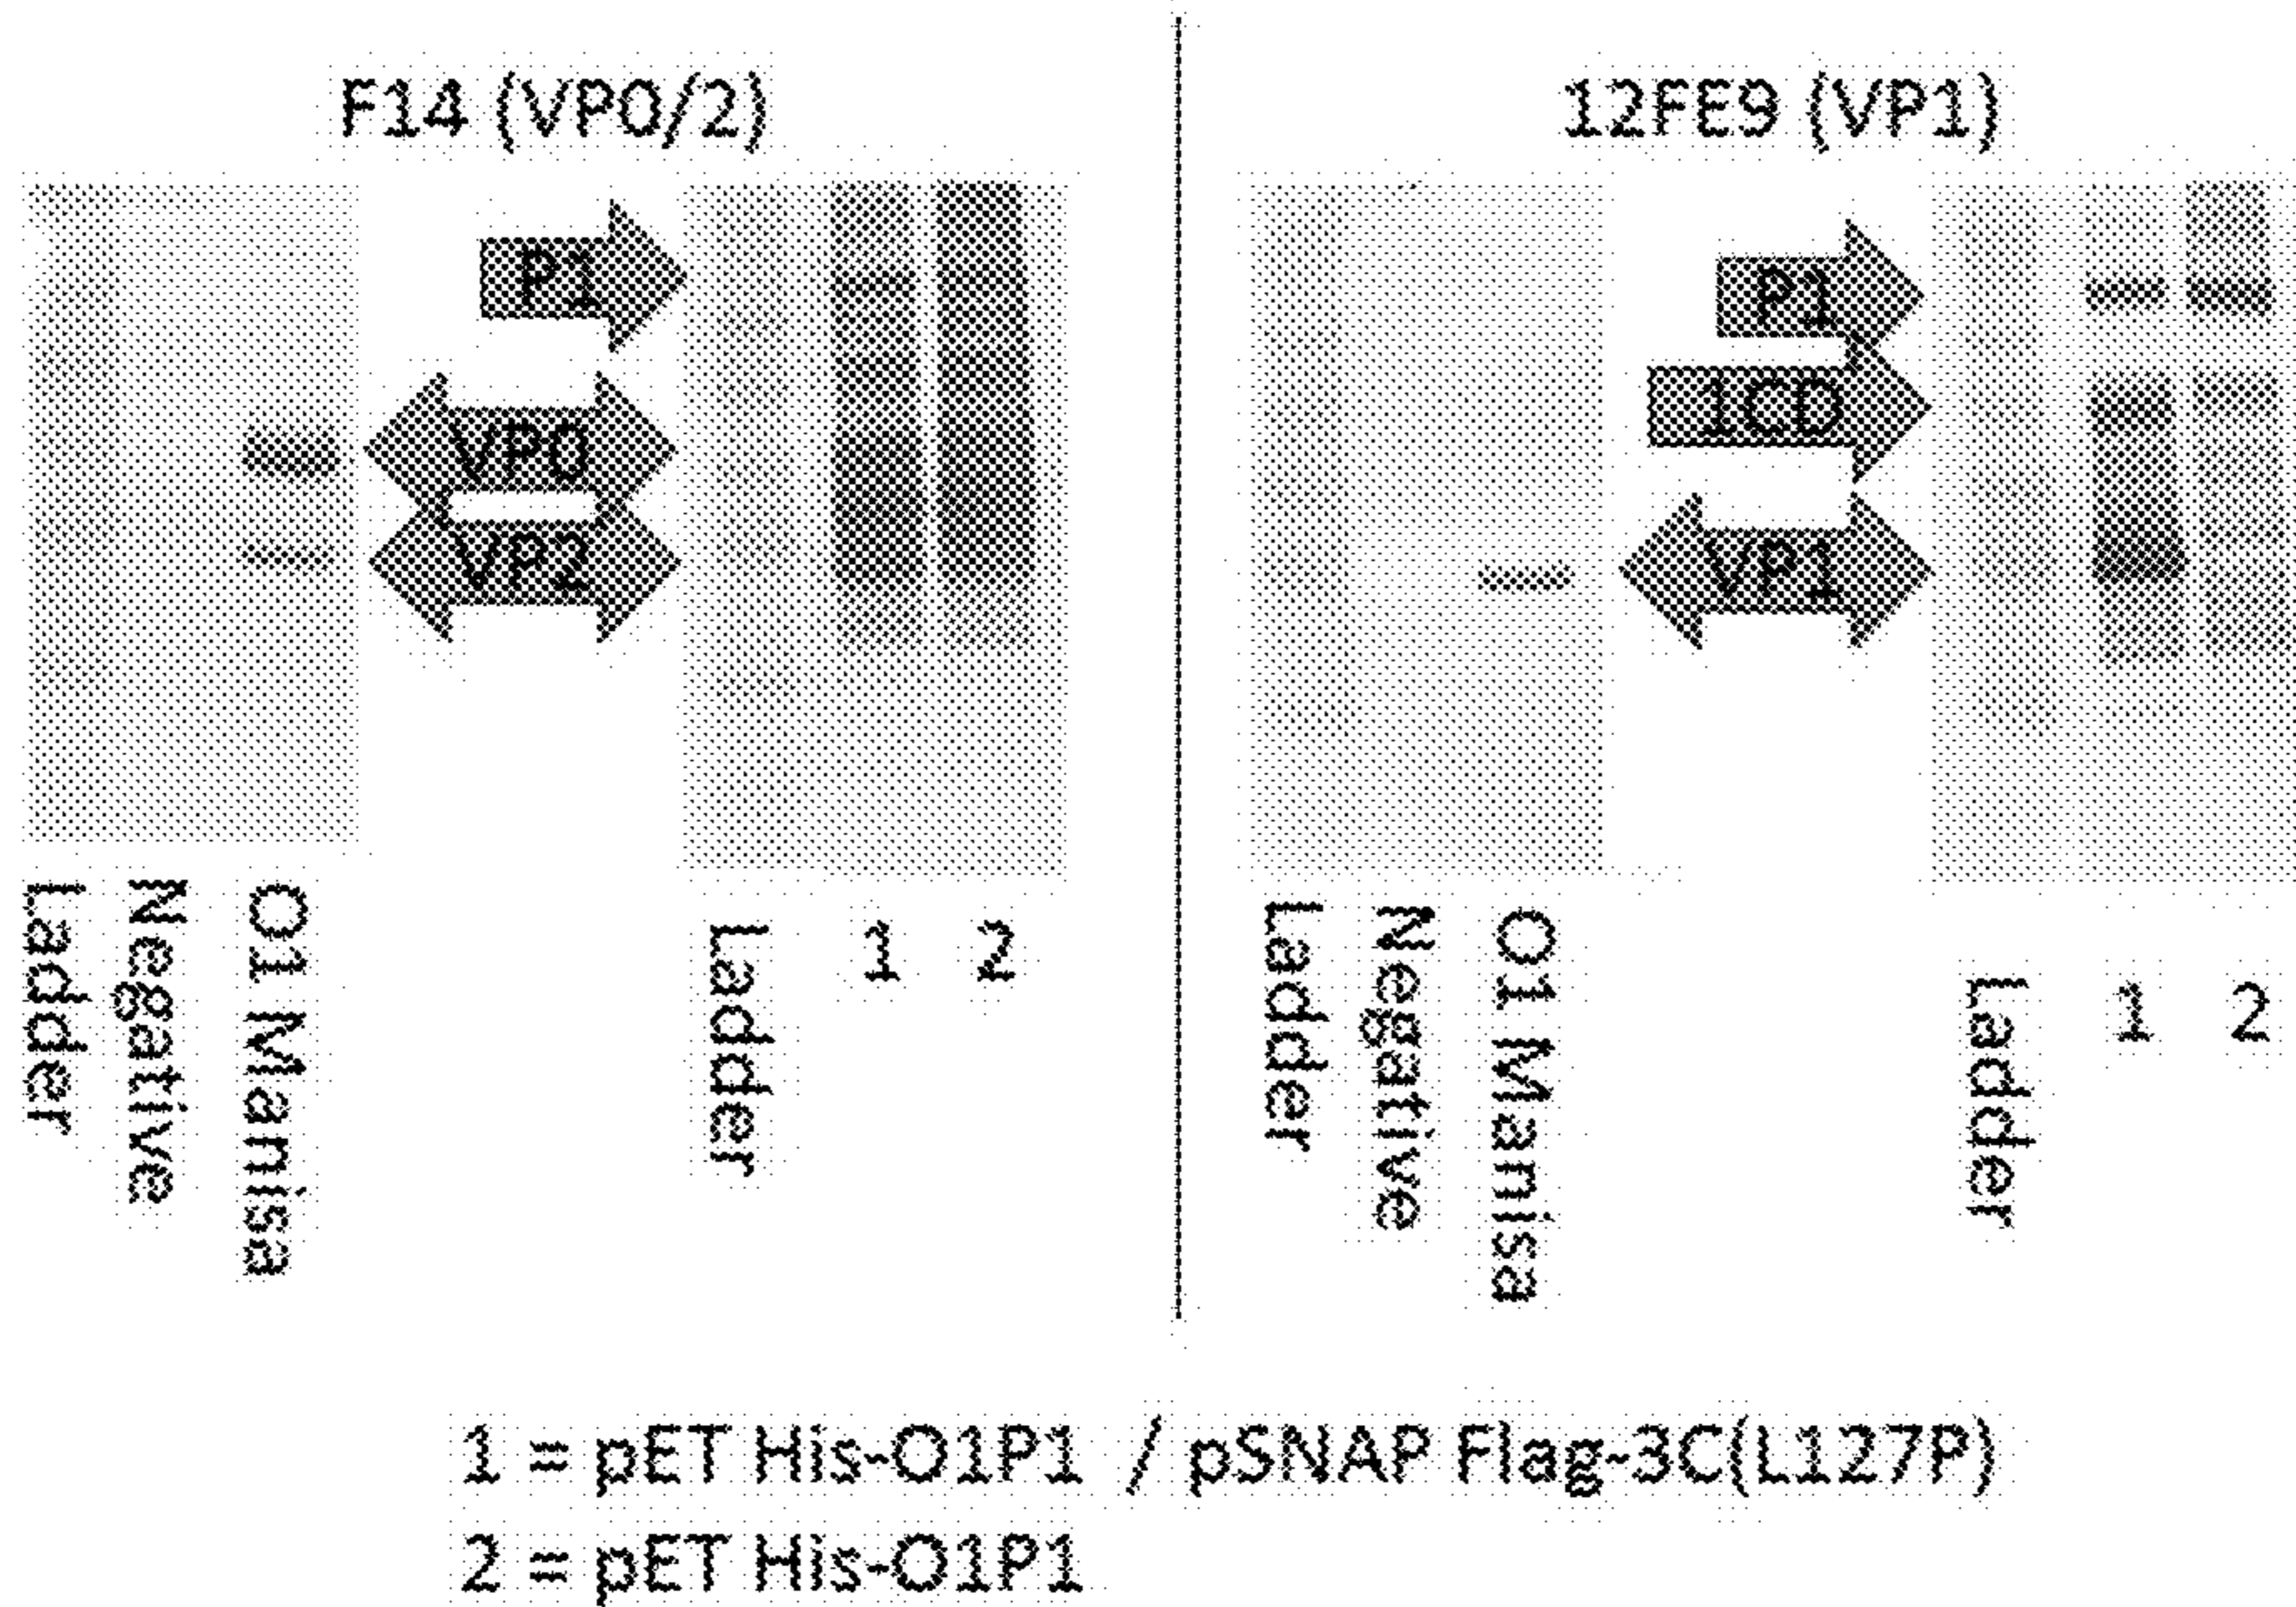 F14 (VP0/2)
12FE9 (VP1)
P1
VP0
VP2
P1
1CD
VP1
Ladder
Negative
O1 Manisa
Ladder
1
2
Ladder
Negative
O1 Manisa
Ladder
1
2
1 = pET His-O1P1 / pSNAP Flag-3C(L127P)
2 = pET His-O1P1